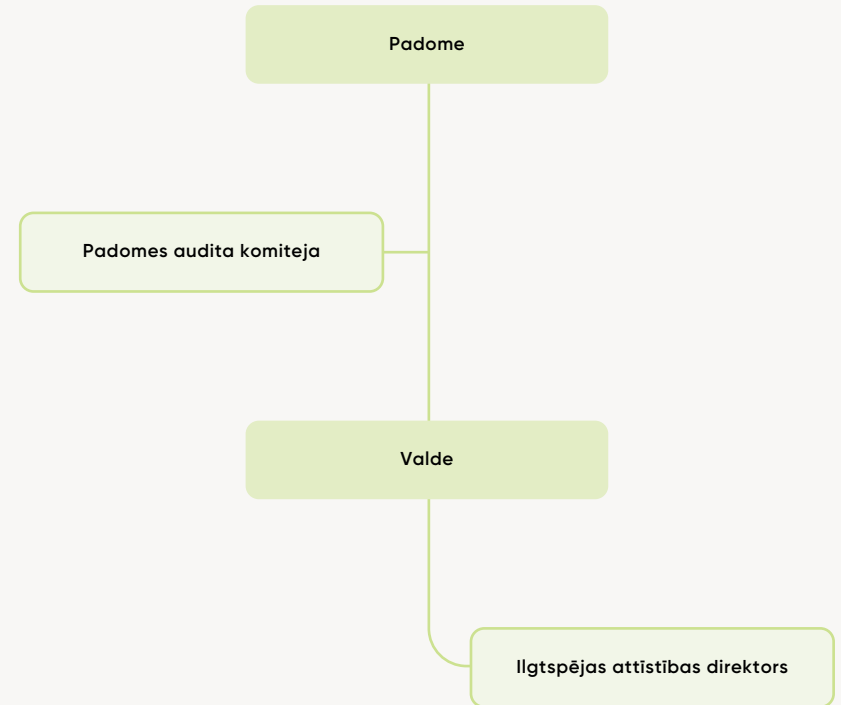 Padome
Padomes audita komiteja
Valde
Ilgtspējas attīstības direktors